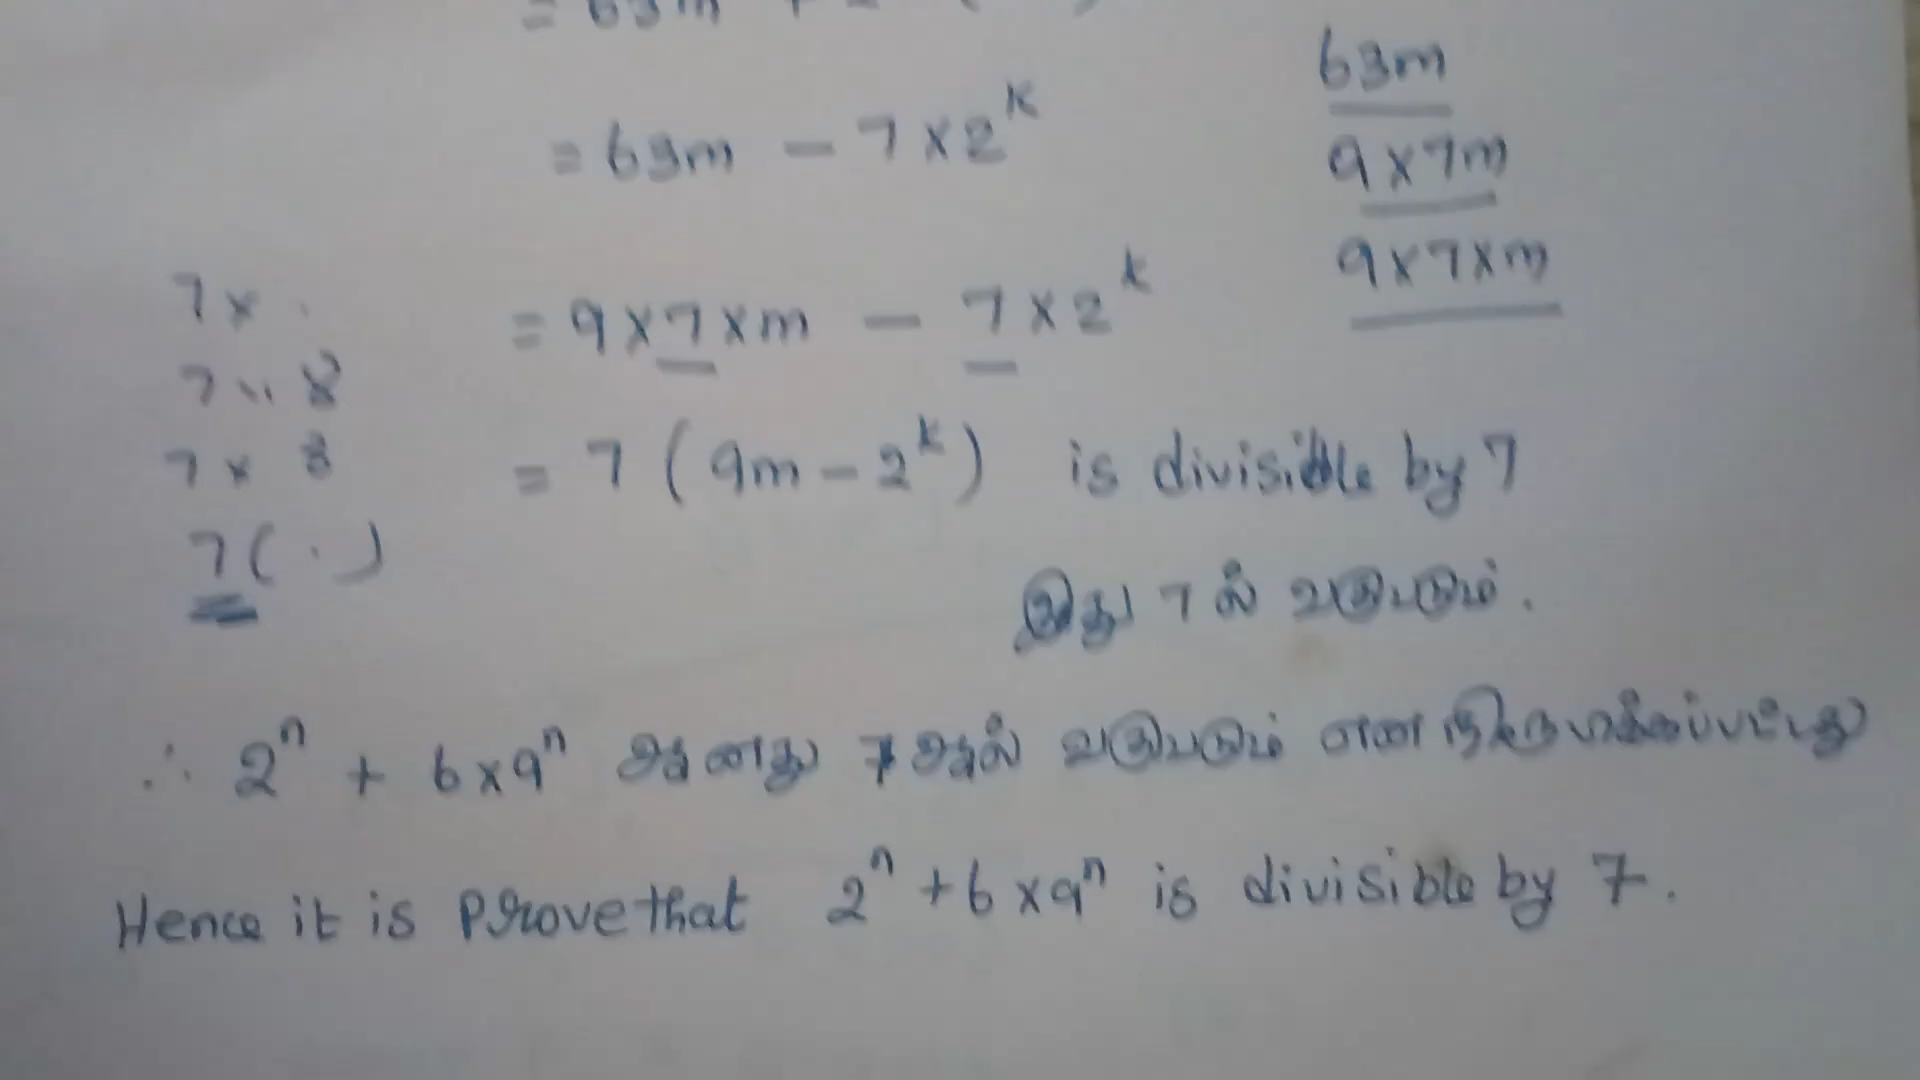 = 63m
63m
= 63m - 7 x 2^k
9 x 7m
9 x 7 x m
7 x
= 9 x 7 x m - 7 x 2^k
7 x 8
= 7 ( 9m - 2^k ) is divisible by 7
7 ( . )
இது 7 ல் வகுபடும்.
∴ 2^n + 6 x 9^n ஆனது 7 ஆல் வகுபடும் என நிரூபிக்கப்பட்டது
Hence it is Prove that 2^n + 6 x 9^n is divisible by 7.